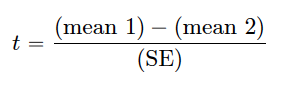 t = (mean 1) − (mean 2)
(SE)